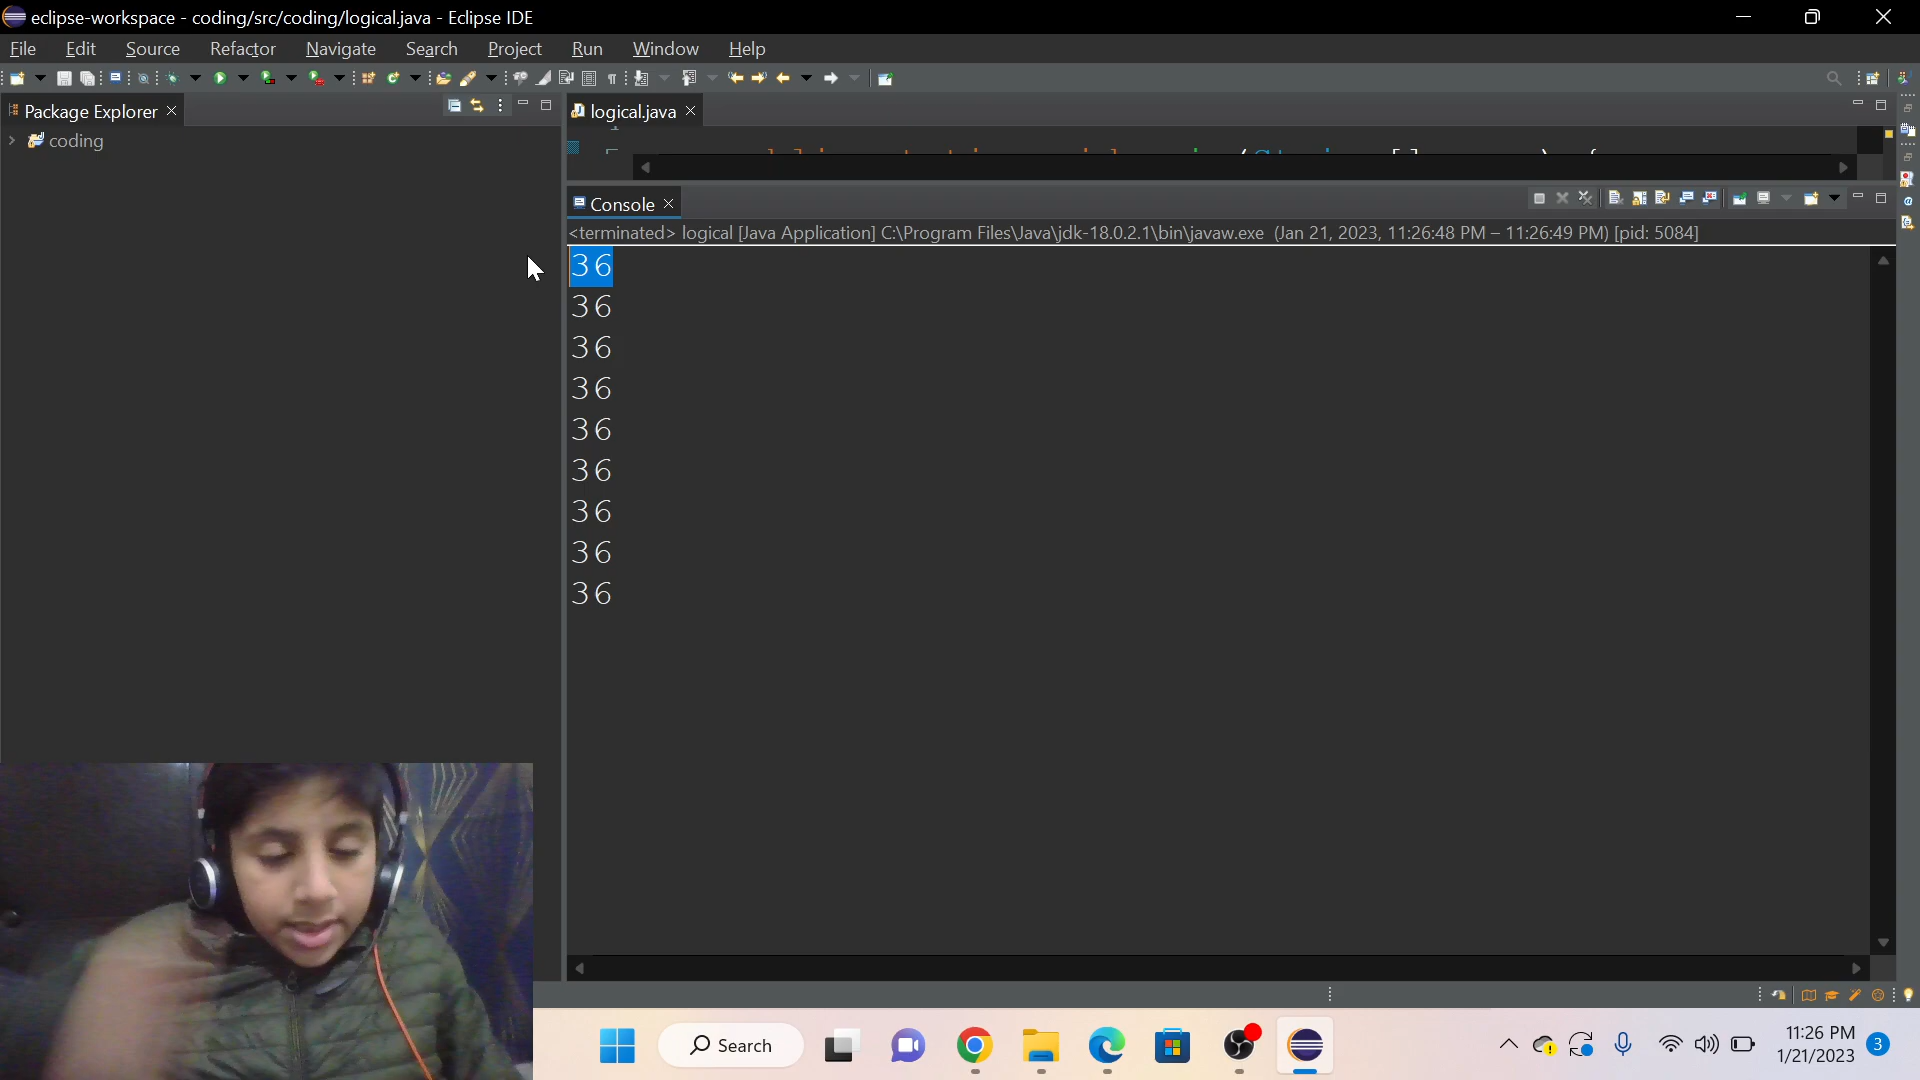 eclipse-workspace - coding/src/coding/logical.java - Eclipse IDE
File Edit Source Refactor Navigate Search Project Run Window Help
Package Explorer
logical.java
coding
Console
<terminated> logical [Java Application] C:\Program Files\Java\jdk-18.0.2.1\bin\javaw.exe (Jan 21, 2023, 11:26:48 PM – 11:26:49 PM) [pid: 5084]
36
36
36
36
36
36
36
36
36
Search
11:26 PM
1/21/2023
3